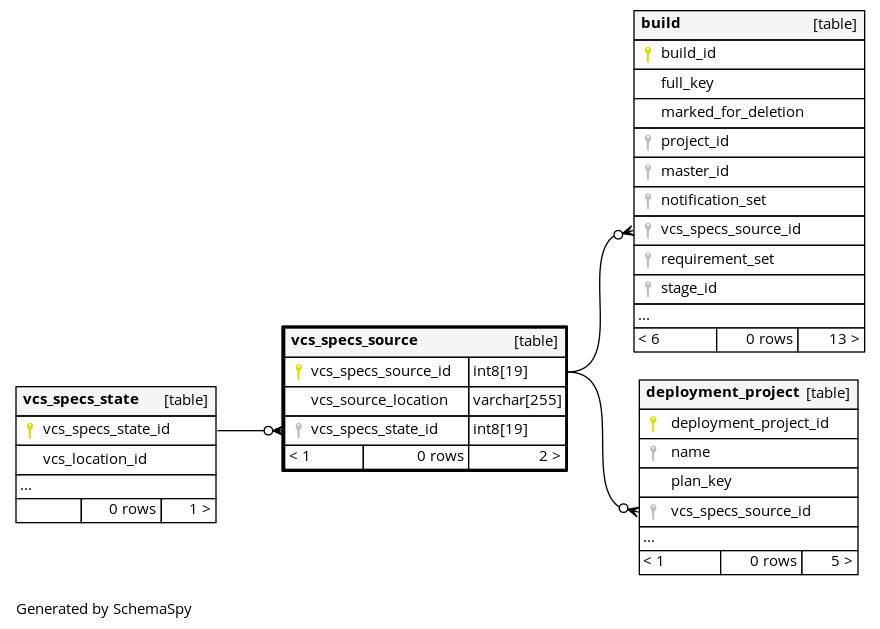 build [table]
build_id
full_key
marked_for_deletion
project_id
master_id
notification_set
vcs_specs_source_id
requirement_set
stage_id
...
< 6 0 rows 13 >
vcs_specs_source [table]
vcs_specs_source_id int8[19]
vcs_source_location varchar[255]
vcs_specs_state_id int8[19]
< 1 0 rows 2 >
vcs_specs_state [table]
vcs_specs_state_id
vcs_location_id
...
0 rows 1 >
deployment_project [table]
deployment_project_id
name
plan_key
vcs_specs_source_id
...
< 1 0 rows 5 >
Generated by SchemaSpy